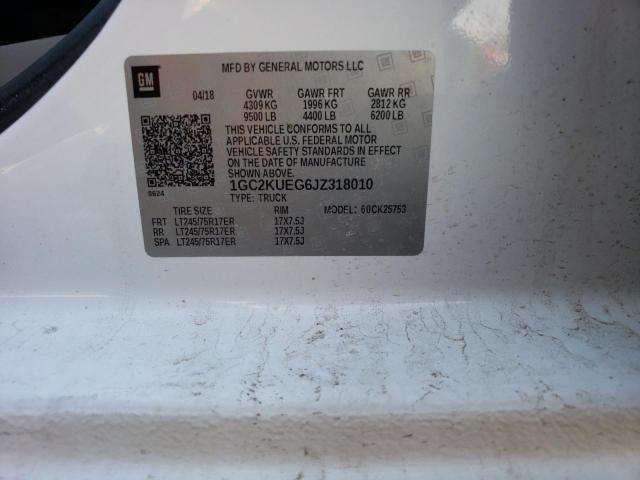 GM
MFD BY GENERAL MOTORS LLC
04/18 GVWR GAWR FRT GAWR RR
4309 KG 1996 KG 2812 KG
9500 LB 4400 LB 6200 LB
THIS VEHICLE CONFORMS TO ALL
APPLICABLE U.S. FEDERAL MOTOR
VEHICLE SAFETY STANDARDS IN EFFECT
ON THE DATE OF MANUFACTURE
SHOWN ABOVE.
0624 1GC2KUEG6JZ318010
TYPE: TRUCK
TIRE SIZE RIM MODEL: 60CK25753
FRT LT245/75R17ER 17X7.5J
RR LT245/75R17ER 17X7.5J
SPA LT245/75R17ER 17X7.5J